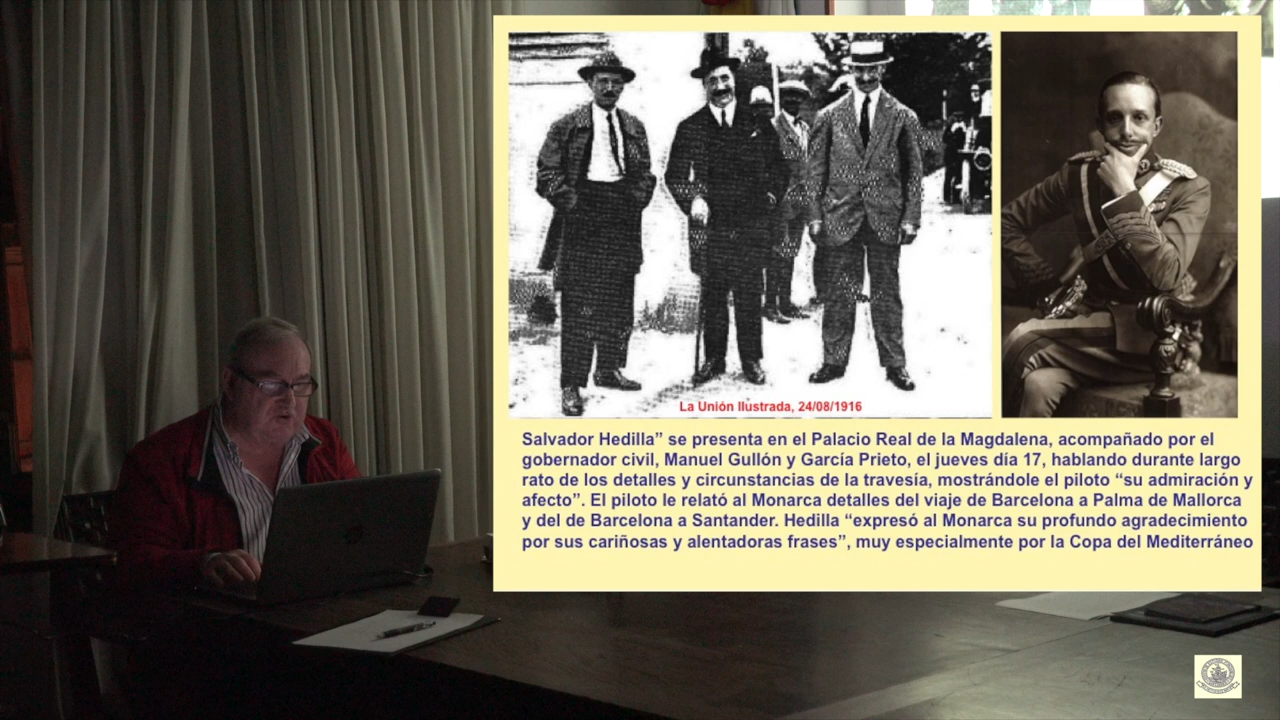 La Unión Ilustrada, 24/08/1916
Salvador Hedilla” se presenta en el Palacio Real de la Magdalena, acompañado por el
gobernador civil, Manuel Gullón y García Prieto, el jueves día 17, hablando durante largo
rato de los detalles y circunstancias de la travesía, mostrándole el piloto “su admiración y
afecto”. El piloto le relató al Monarca detalles del viaje de Barcelona a Palma de Mallorca
y del de Barcelona a Santander. Hedilla “expresó al Monarca su profundo agradecimiento
por sus cariñosas y alentadoras frases”, muy especialmente por la Copa del Mediterráneo